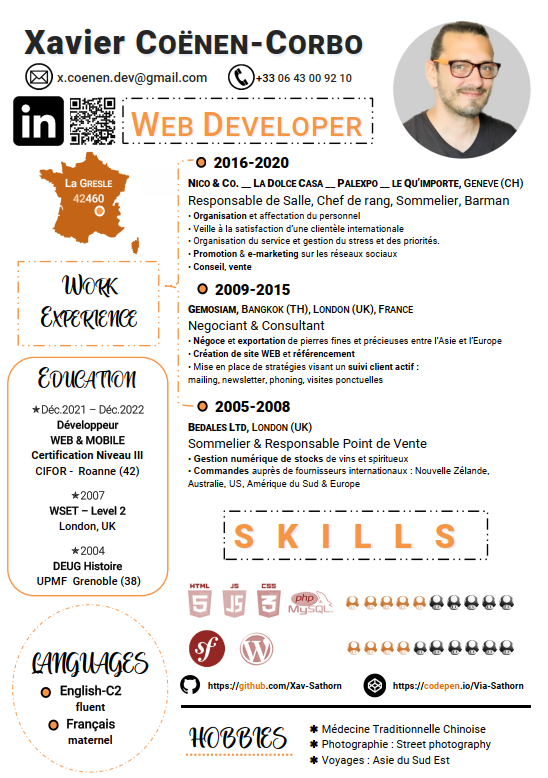 Xavier COËNEN-CORBO
x.coenen.dev@gmail.com
+33 06 43 00 92 10
in
WEB DEVELOPER
LA GRESLE
42460
WORK
EXPERIENCE
2016-2020
NICO & CO. __ LA DOLCE CASA __ PALEXPO __ LE QU'IMPORTE, GENEVE (CH)
Responsable de Salle, Chef de rang, Sommelier, Barman
• Organisation et affectation du personnel
• Veille à la satisfaction d'une clientèle internationale
• Organisation du service et gestion du stress et des priorités.
• Promotion & e-marketing sur les réseaux sociaux
• Conseil, vente
2009-2015
GEMOSIAM, BANGKOK (TH), LONDON (UK), FRANCE
Negociant & Consultant
• Négoce et exportation de pierres fines et précieuses entre l'Asie et l'Europe
• Création de site WEB et référencement
• Mise en place de stratégies visant un suivi client actif :
mailing, newsletter, phoning, visites ponctuelles
2005-2008
BEDALES LTD, LONDON (UK)
Sommelier & Responsable Point de Vente
• Gestion numérique de stocks de vins et spiritueux
• Commandes auprès de fournisseurs internationaux : Nouvelle Zélande,
Australie, US, Amérique du Sud & Europe
EDUCATION
★Déc.2021 – Déc.2022
Développeur
WEB & MOBILE
Certification Niveau III
CIFOR - Roanne (42)
★2007
WSET – Level 2
London, UK
★2004
DEUG Histoire
UPMF Grenoble (38)
SKILLS
HTML JS CSS
5 JS 3 php
MySQL
sf W
https://github.com/Xav-Sathorn
https://codepen.io/Via-Sathorn
LANGUAGES
English-C2
fluent
Français
maternel
HOBBIES
✱ Médecine Traditionnelle Chinoise
✱ Photographie : Street photography
✱ Voyages : Asie du Sud Est